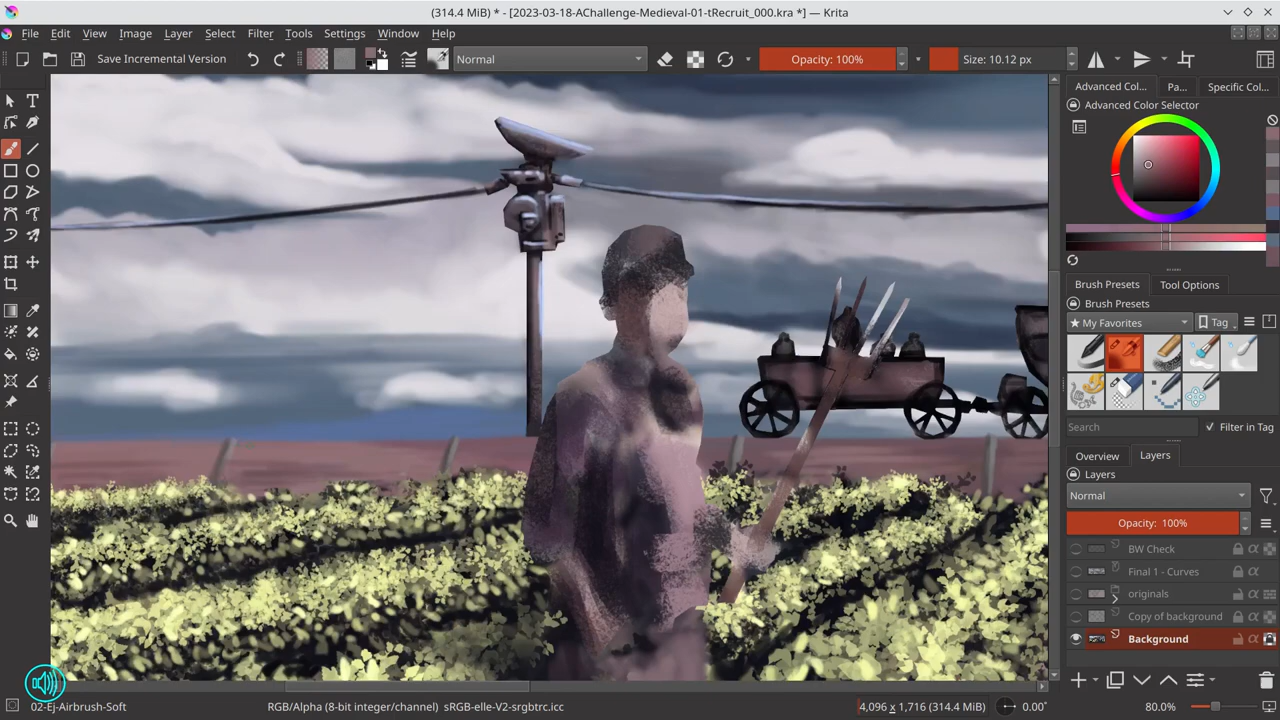 (314.4 MiB) * - [2023-03-18-AChallenge-Medieval-01-tRecruit_000.kra *] — Krita
File Edit View Image Layer Select Filter Tools Settings Window Help
Save Incremental Version
Normal
Opacity: 100%
Size: 10.12 px
Advanced Col...
Pa...
Specific Col...
Advanced Color Selector
Brush Presets
Tool Options
Brush Presets
★ My Favorites
Tag
Search
✓ Filter in Tag
Overview
Layers
Layers
Normal
Opacity: 100%
BW Check
Final 1 - Curves
originals
Copy of background
Background
02-Ej-Airbrush-Soft
RGB/Alpha (8-bit integer/channel) sRGB-elle-V2-srgbtrc.icc
4,096 x 1,716 (314.4 MiB)
0.00°
80.0%